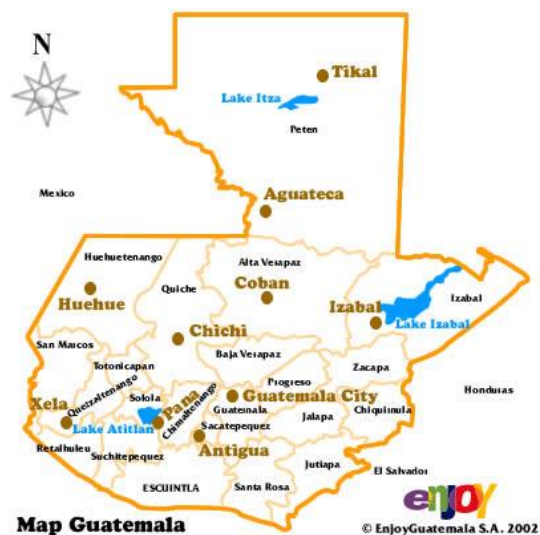 N
Tikal
Lake Itza
Peten
Mexico
Aguateca
Huehuetenango
Alta Verapaz
Quiche
Coban
Huehue
Izabal
Izabal
Lake Izabal
Chichi
San Marcos
Baja Verapaz
Totonicapan
Zacapa
Quetzaltenango
Progreso
Honduras
Solola
Chimaltenango
Guatemala City
Xela
Pana
Guatemala
Chiquimula
Lake Atitlan
Sacatepequez
Jalapa
Antigua
Retalhuleu
Suchitepequez
Jutiapa
El Salvador
ESCUINTLA
Santa Rosa
enjoy
Map Guatemala
© EnjoyGuatemala S.A. 2002